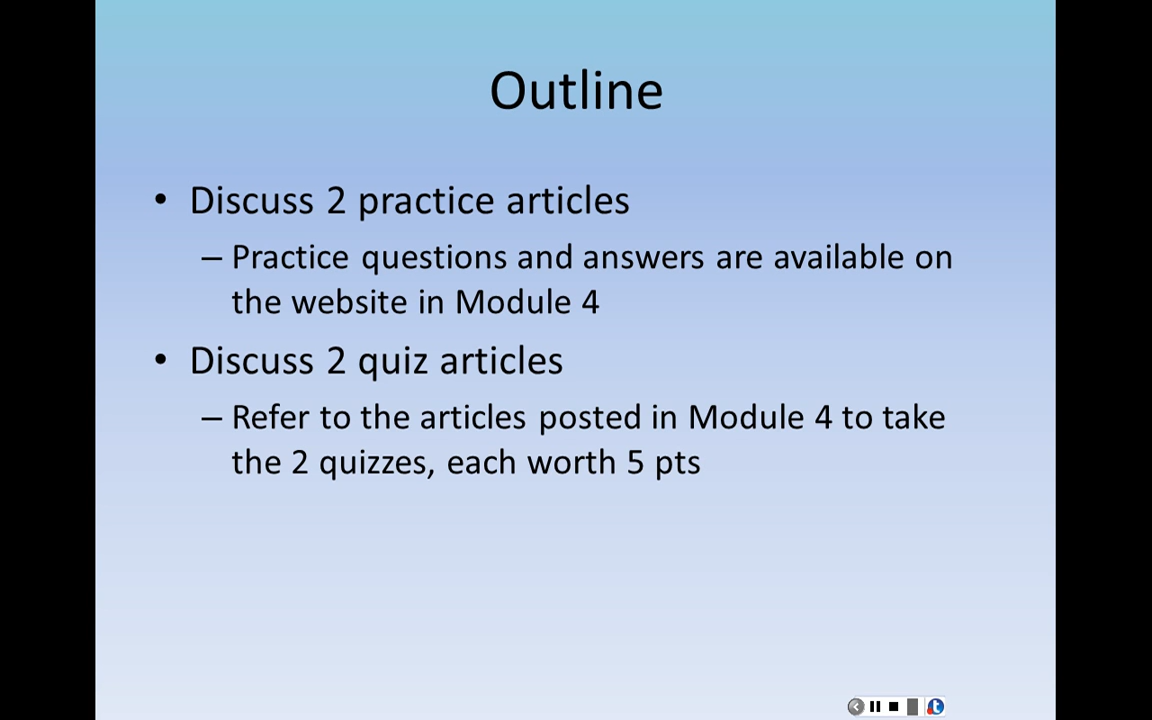 Outline
• Discuss 2 practice articles
– Practice questions and answers are available on
the website in Module 4
• Discuss 2 quiz articles
– Refer to the articles posted in Module 4 to take
the 2 quizzes, each worth 5 pts